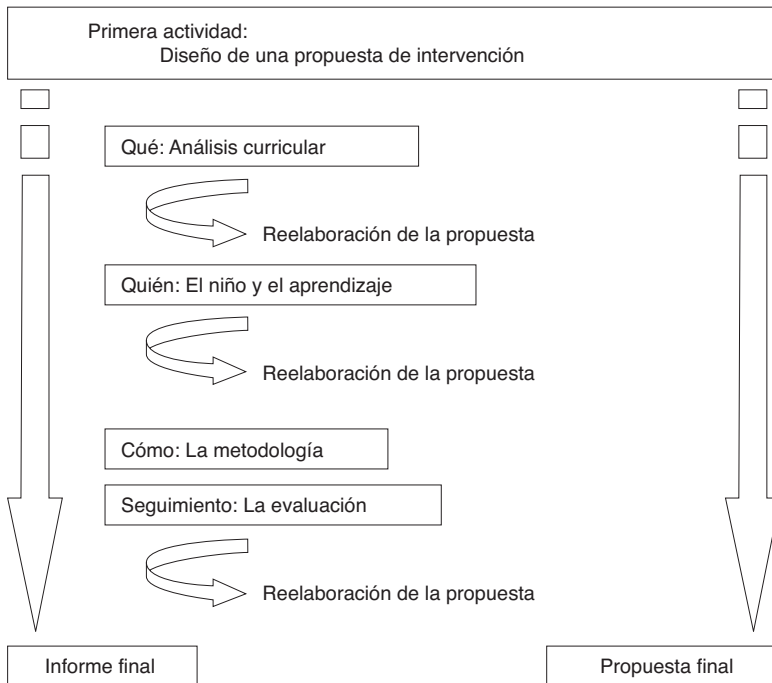 Primera actividad:
Diseño de una propuesta de intervención
Qué: Análisis curricular
Reelaboración de la propuesta
Quién: El niño y el aprendizaje
Reelaboración de la propuesta
Cómo: La metodología
Seguimiento: La evaluación
Reelaboración de la propuesta
Informe final
Propuesta final